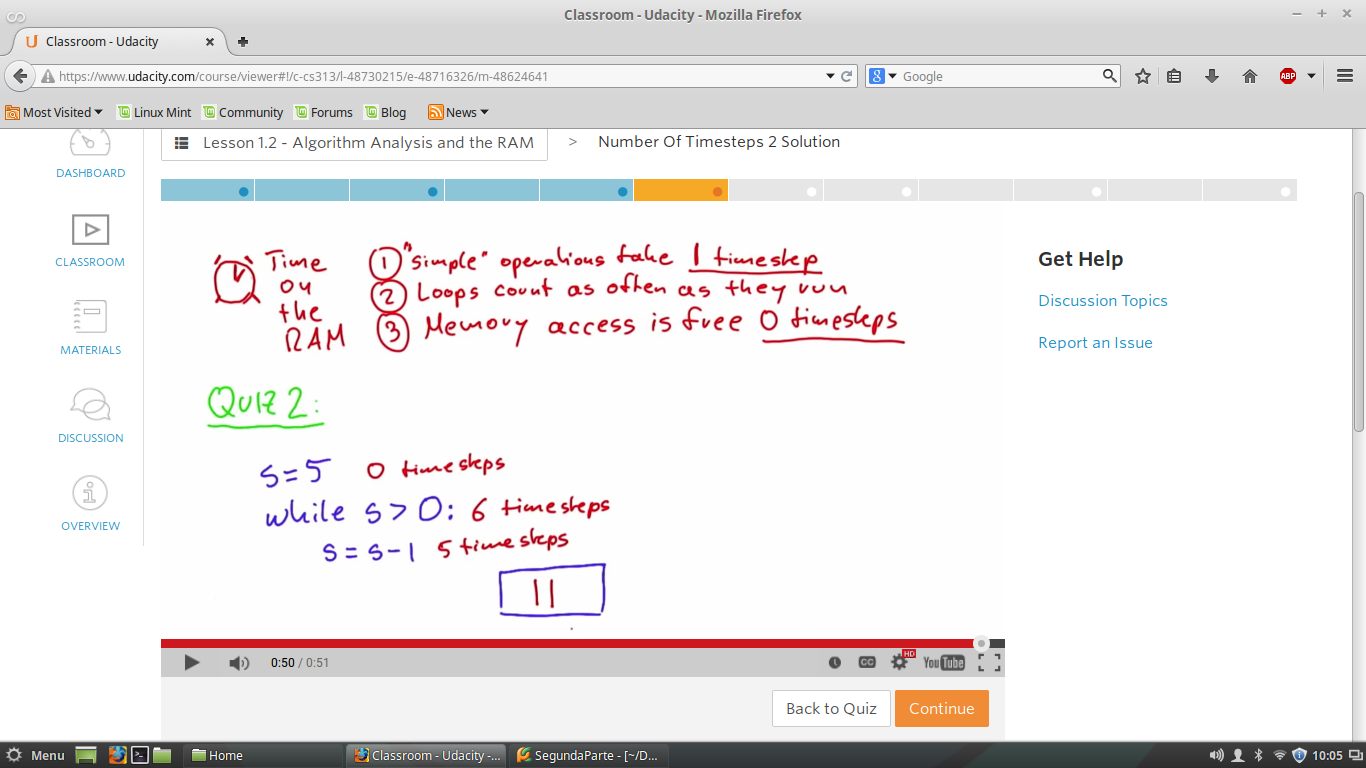 Classroom - Udacity - Mozilla Firefox
Classroom - Udacity
https://www.udacity.com/course/viewer#!/c-cs313/l-48730215/e-48716326/m-48624641
Google
ABP
Most Visited Linux Mint Community Forums Blog News
Lesson 1.2 - Algorithm Analysis and the RAM > Number Of Timesteps 2 Solution
DASHBOARD
CLASSROOM
MATERIALS
DISCUSSION
OVERVIEW
Time on the RAM
1 "simple" operations take 1 timestep
2 Loops count as often as they run
3 Memory access is free 0 timesteps
Quiz 2:
s=5 0 timesteps
while s>0: 6 timesteps
s=s-1 5 timesteps
11
Get Help
Discussion Topics
Report an Issue
0:50 / 0:51
CC HD YouTube
Back to Quiz Continue
Menu Home Classroom - Udacity -... SegundaParte - [~/D... 10:05